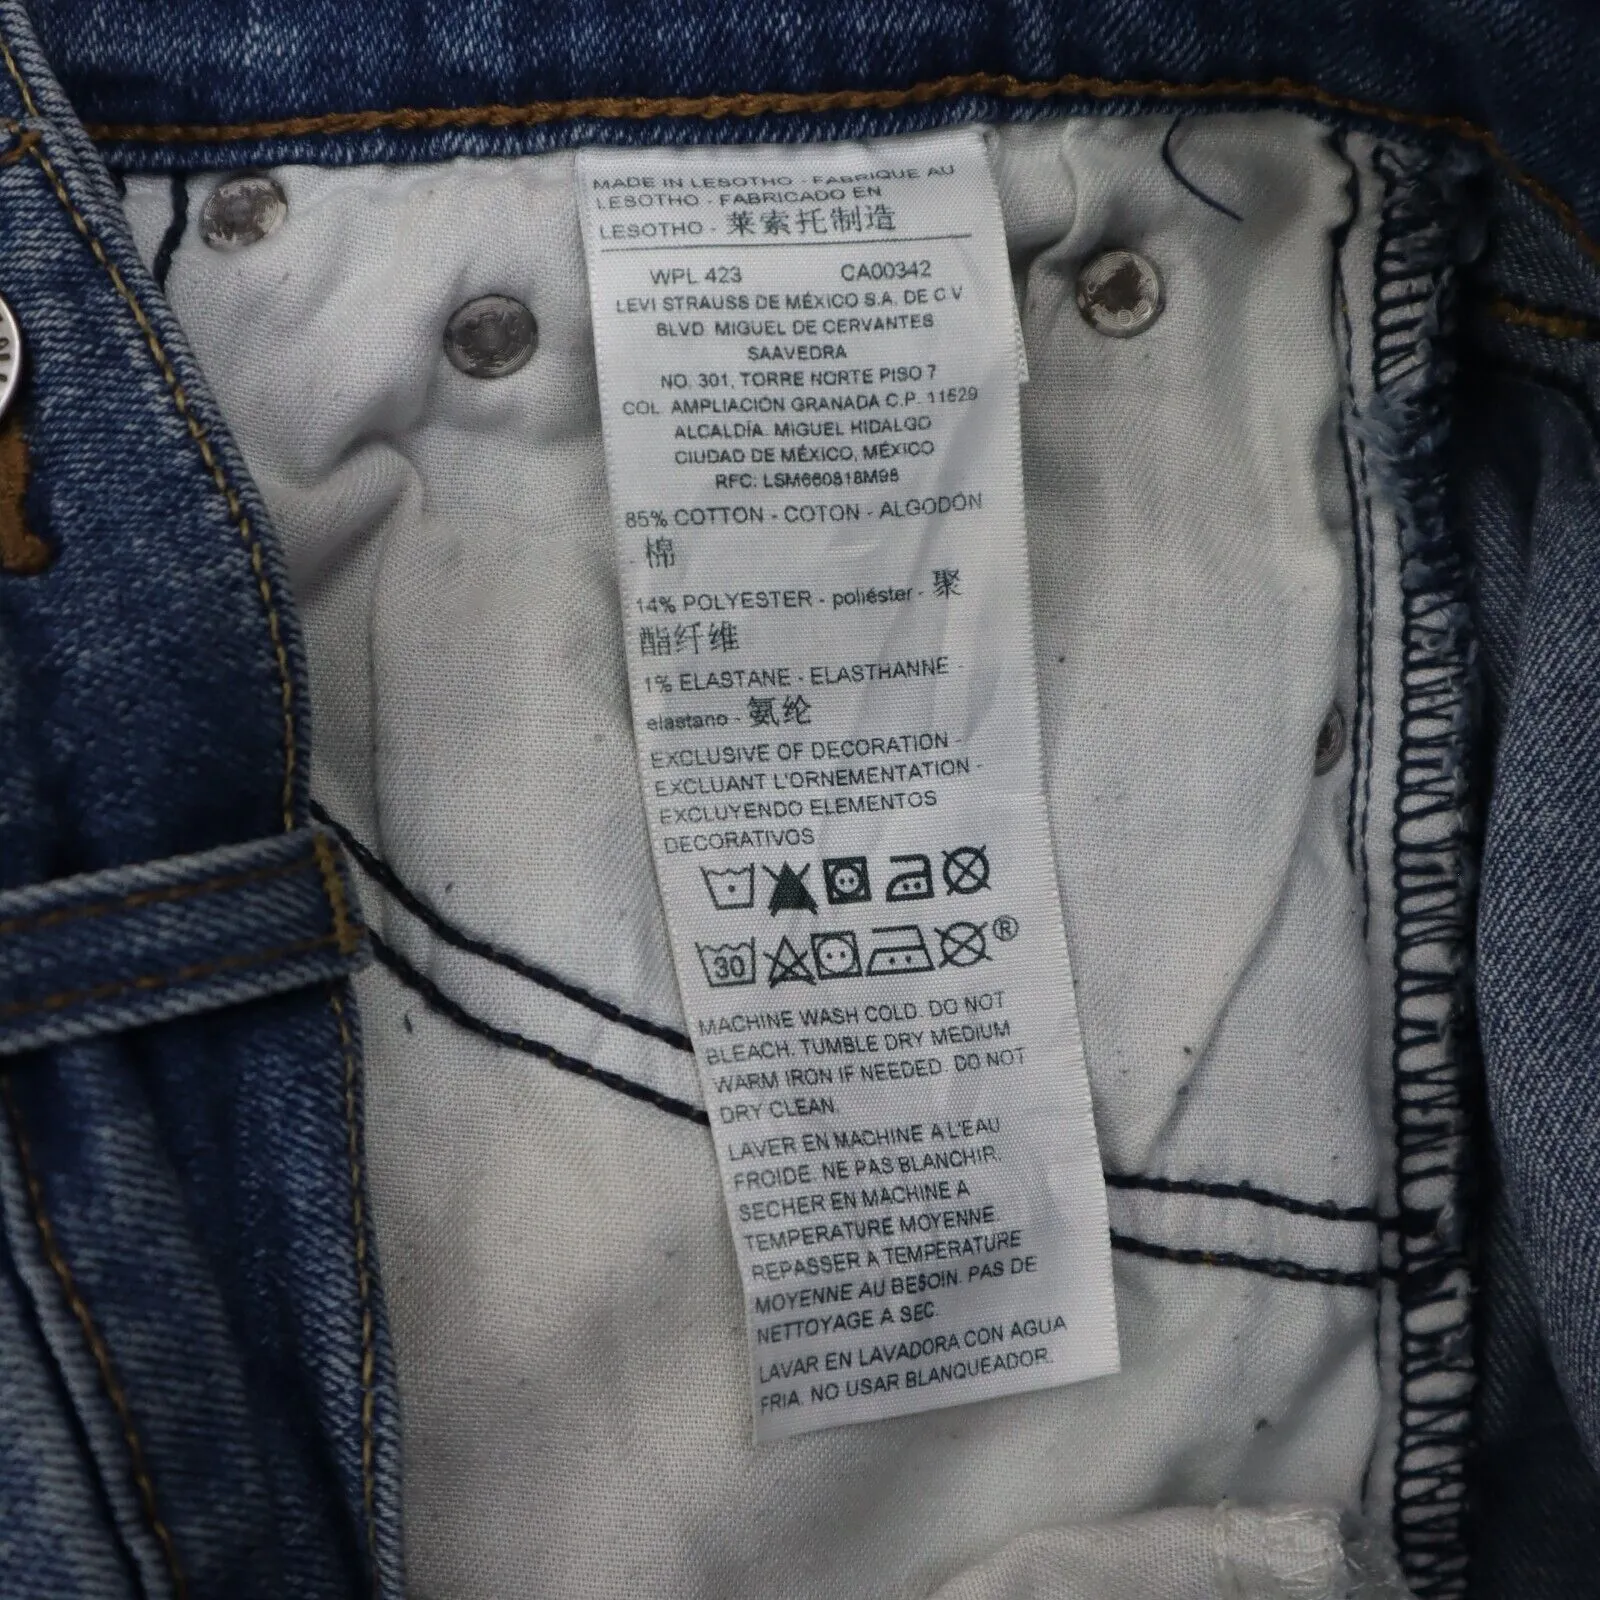 MADE IN LESOTHO - FABRIQUE AU
LESOTHO - FABRICADO EN
LESOTHO - 莱索托制造
WPL 423 CA00342
LEVI STRAUSS DE MÉXICO S.A. DE C V
BLVD. MIGUEL DE CERVANTES
SAAVEDRA
NO. 301, TORRE NORTE PISO 7
COL. AMPLIACIÓN GRANADA C.P. 11529
ALCALDÍA. MIGUEL HIDALGO
CIUDAD DE MÉXICO, MÉXICO
RFC: LSM660818M98
85% COTTON - COTON - ALGODÓN
- 棉
14% POLYESTER - poliéster - 聚
酯纤维
1% ELASTANE - ELASTHANNE -
elastano - 氨纶
EXCLUSIVE OF DECORATION -
EXCLUANT L'ORNEMENTATION -
EXCLUYENDO ELEMENTOS
DECORATIVOS
30 ®
MACHINE WASH COLD. DO NOT
BLEACH. TUMBLE DRY MEDIUM
WARM IRON IF NEEDED. DO NOT
DRY CLEAN.
LAVER EN MACHINE A L'EAU
FROIDE. NE PAS BLANCHIR.
SECHER EN MACHINE A
TEMPERATURE MOYENNE.
REPASSER A TEMPERATURE
MOYENNE AU BESOIN. PAS DE
NETTOYAGE A SEC.
LAVAR EN LAVADORA CON AGUA
FRIA. NO USAR BLANQUEADOR.